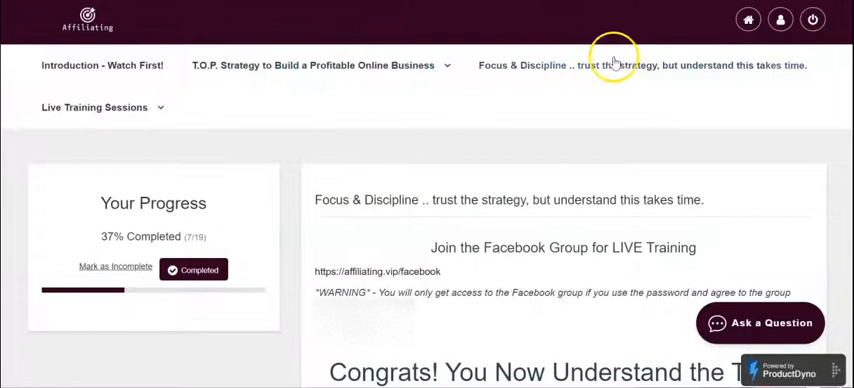 Affiliating
Introduction - Watch First!
T.O.P. Strategy to Build a Profitable Online Business
Focus & Discipline .. trust the strategy, but understand this takes time.
Live Training Sessions
Your Progress
37% Completed (7/19)
Mark as Incomplete
Completed
Focus & Discipline .. trust the strategy, but understand this takes time.
Join the Facebook Group for LIVE Training
https://affiliating.vip/facebook
*WARNING* - You will only get access to the Facebook group if you use the password and agree to the group
Ask a Question
Congrats! You Now Understand the T
Powered by
ProductDyno